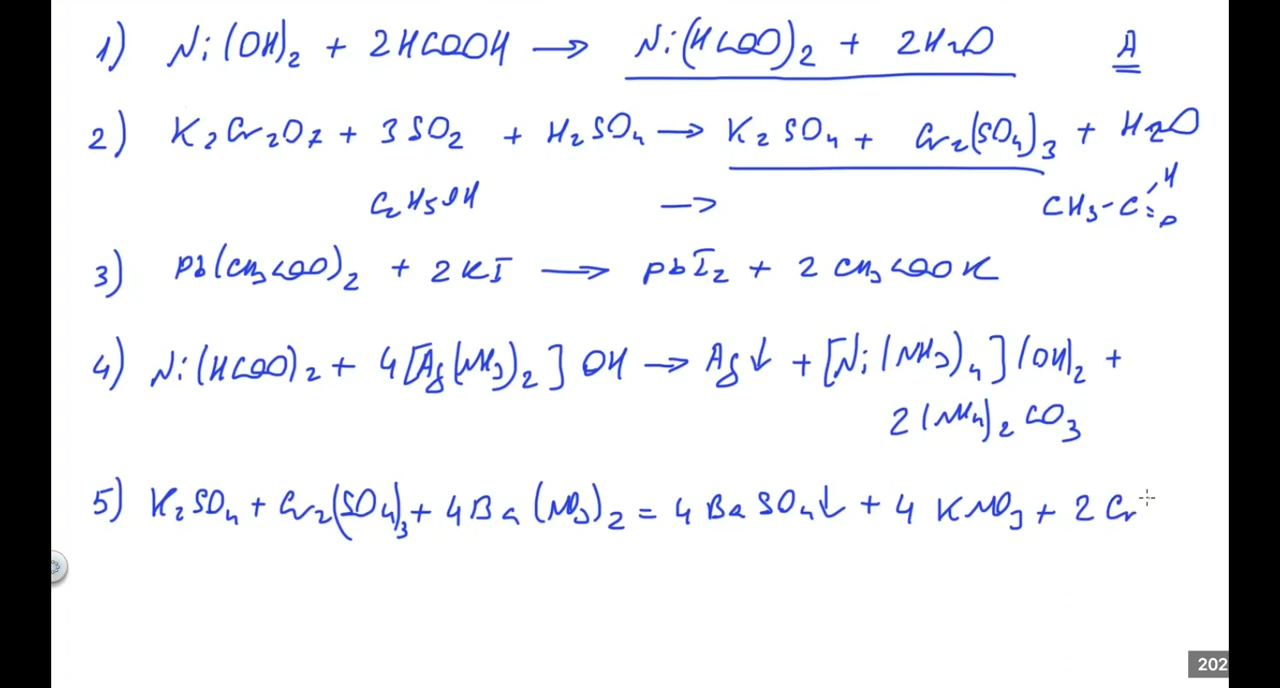 1) Ni(OH)₂ + 2HCOOH → Ni(HCOO)₂ + 2H₂O A
2) K₂Cr₂O₇ + 3SO₂ + H₂SO₄ → K₂SO₄ + Cr₂(SO₄)₃ + H₂O
C₂H₅OH → CH₃-C H =O
3) Pb(CH₃COO)₂ + 2KI → PbI₂ + 2CH₃COOK
4) Ni(HCOO)₂ + 4[Ag(NH₃)₂]OH → Ag↓ + [Ni(NH₃)₄](OH)₂ +
2(NH₄)₂CO₃
5) K₂SO₄ + Cr₂(SO₄)₃ + 4Ba(NO₃)₂ = 4BaSO₄↓ + 4KNO₃ + 2Cr
202